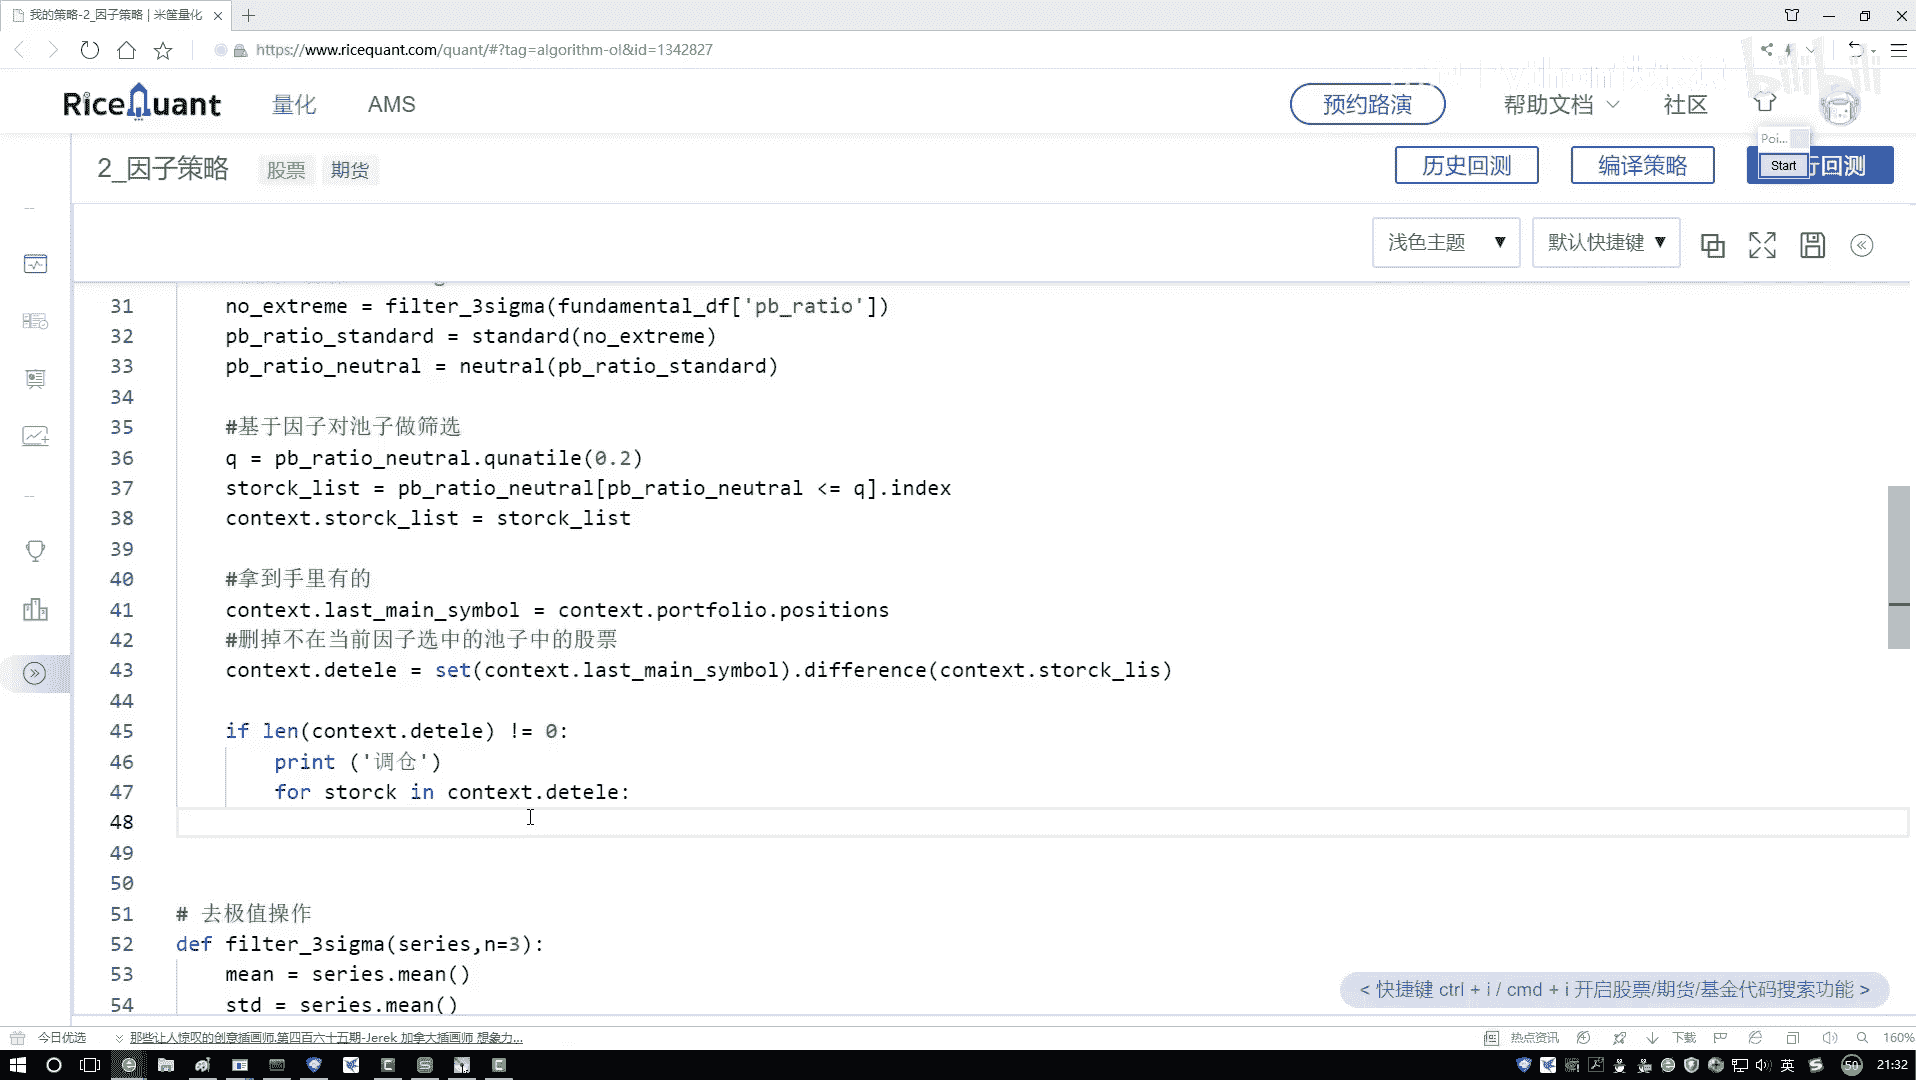 我的策略-2_因子策略 | 米筐量化
https://www.ricequant.com/quant/#?tag=algorithm-ol&id=1342827
bilibili
RiceQuant 量化 AMS 预约路演 帮助文档 社区
Poi...
2_因子策略 股票 期货 历史回测 编译策略 Start 行回测
浅色主题 ▼ 默认快捷键 ▼
31 no_extreme = filter_3sigma(fundamental_df['pb_ratio'])
32 pb_ratio_standard = standard(no_extreme)
33 pb_ratio_neutral = neutral(pb_ratio_standard)
34
35 #基于因子对池子做筛选
36 q = pb_ratio_neutral.qunatile(0.2)
37 storck_list = pb_ratio_neutral[pb_ratio_neutral <= q].index
38 context.storck_list = storck_list
39
40 #拿到手里有的
41 context.last_main_symbol = context.portfolio.positions
42 #删掉不在当前因子选中的池子中的股票
43 context.detele = set(context.last_main_symbol).difference(context.storck_lis)
44
45 if len(context.detele) != 0:
46 print ('调仓')
47 for storck in context.detele:
48
49
50
51 # 去极值操作
52 def filter_3sigma(series,n=3):
53 mean = series.mean()
54 std = series.mean()
< 快捷键 ctrl + i / cmd + i 开启股票/期货/基金代码搜索功能 >
今日优选 那些让人惊叹的创意插画师.第四百六十五期-Jerek 加拿大插画师 想象力... 热点资讯 下载 160%
英 50 21:32